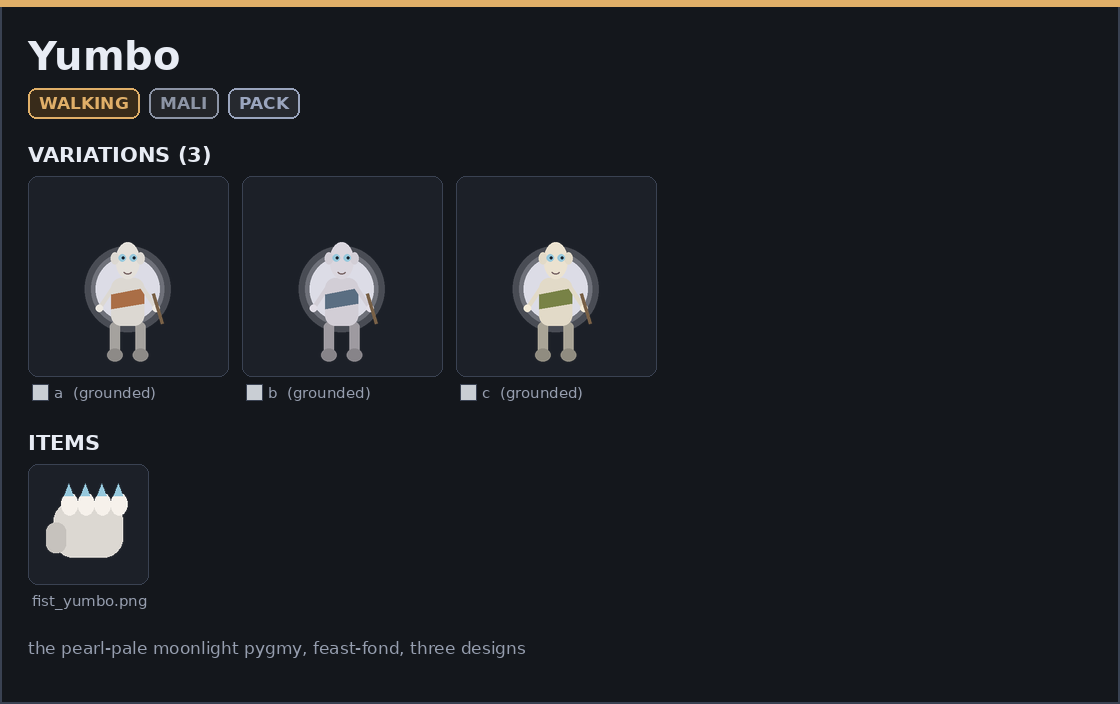 Yumbo
WALKING MALI PACK
VARIATIONS (3)
a (grounded) b (grounded) c (grounded)
ITEMS
fist_yumbo.png
the pearl-pale moonlight pygmy, feast-fond, three designs